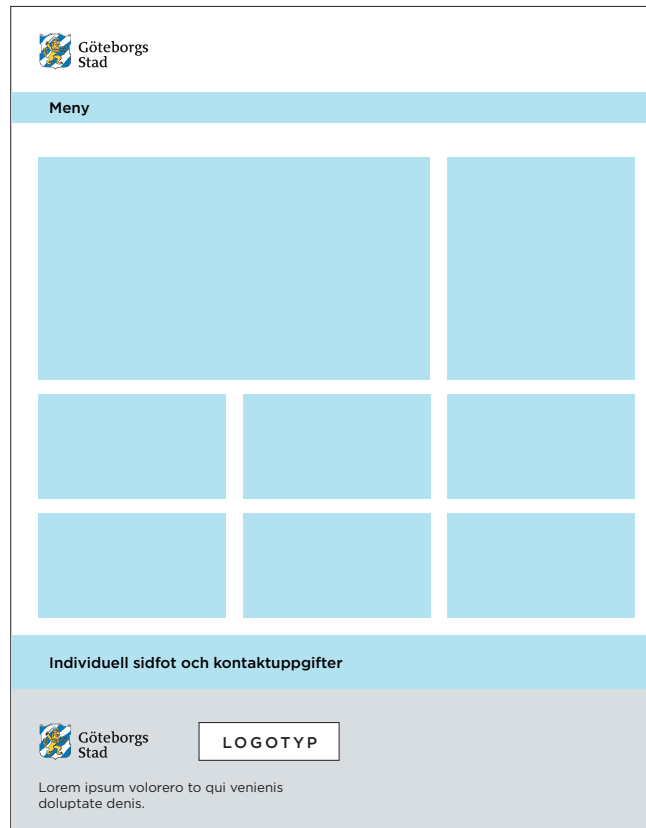 Göteborgs
Stad
Meny
Individuell sidfot och kontaktuppgifter
Göteborgs
Stad
LOGOTYP
Lorem ipsum volorero to qui venienis
doluptate denis.